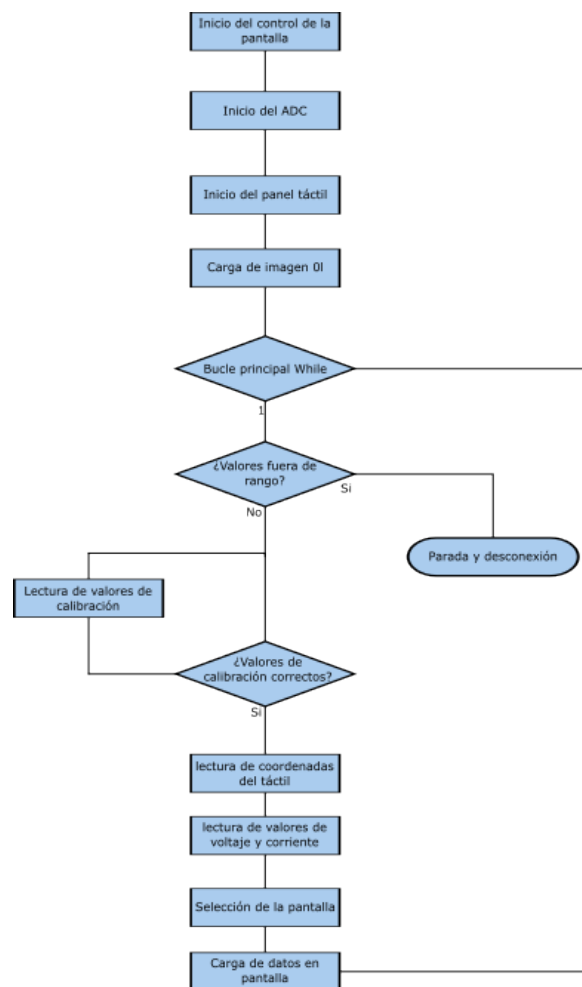 Inicio del control de la
pantalla
Inicio del ADC
Inicio del panel táctil
Carga de imagen 0l
Bucle principal While
1
¿Valores fuera de
rango?
Si
No
Parada y desconexión
Lectura de valores de
calibración
¿Valores de
calibración correctos?
Si
lectura de coordenadas
del táctil
lectura de valores de
voltaje y corriente
Selección de la pantalla
Carga de datos en
pantalla